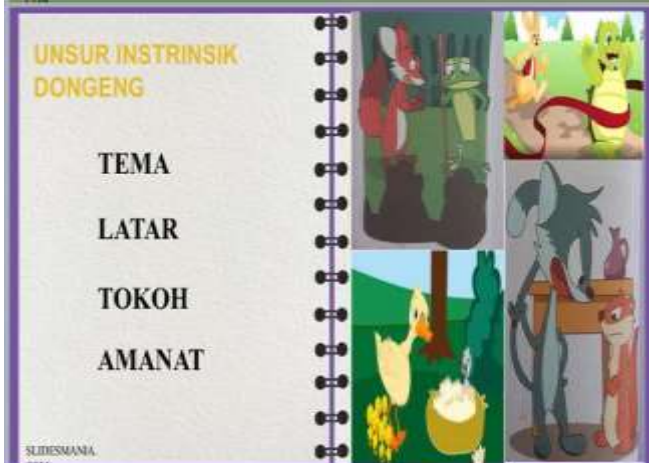 UNSUR INSTRINSIK
DONGENG
TEMA
LATAR
TOKOH
AMANAT
SLIDESMANIA.